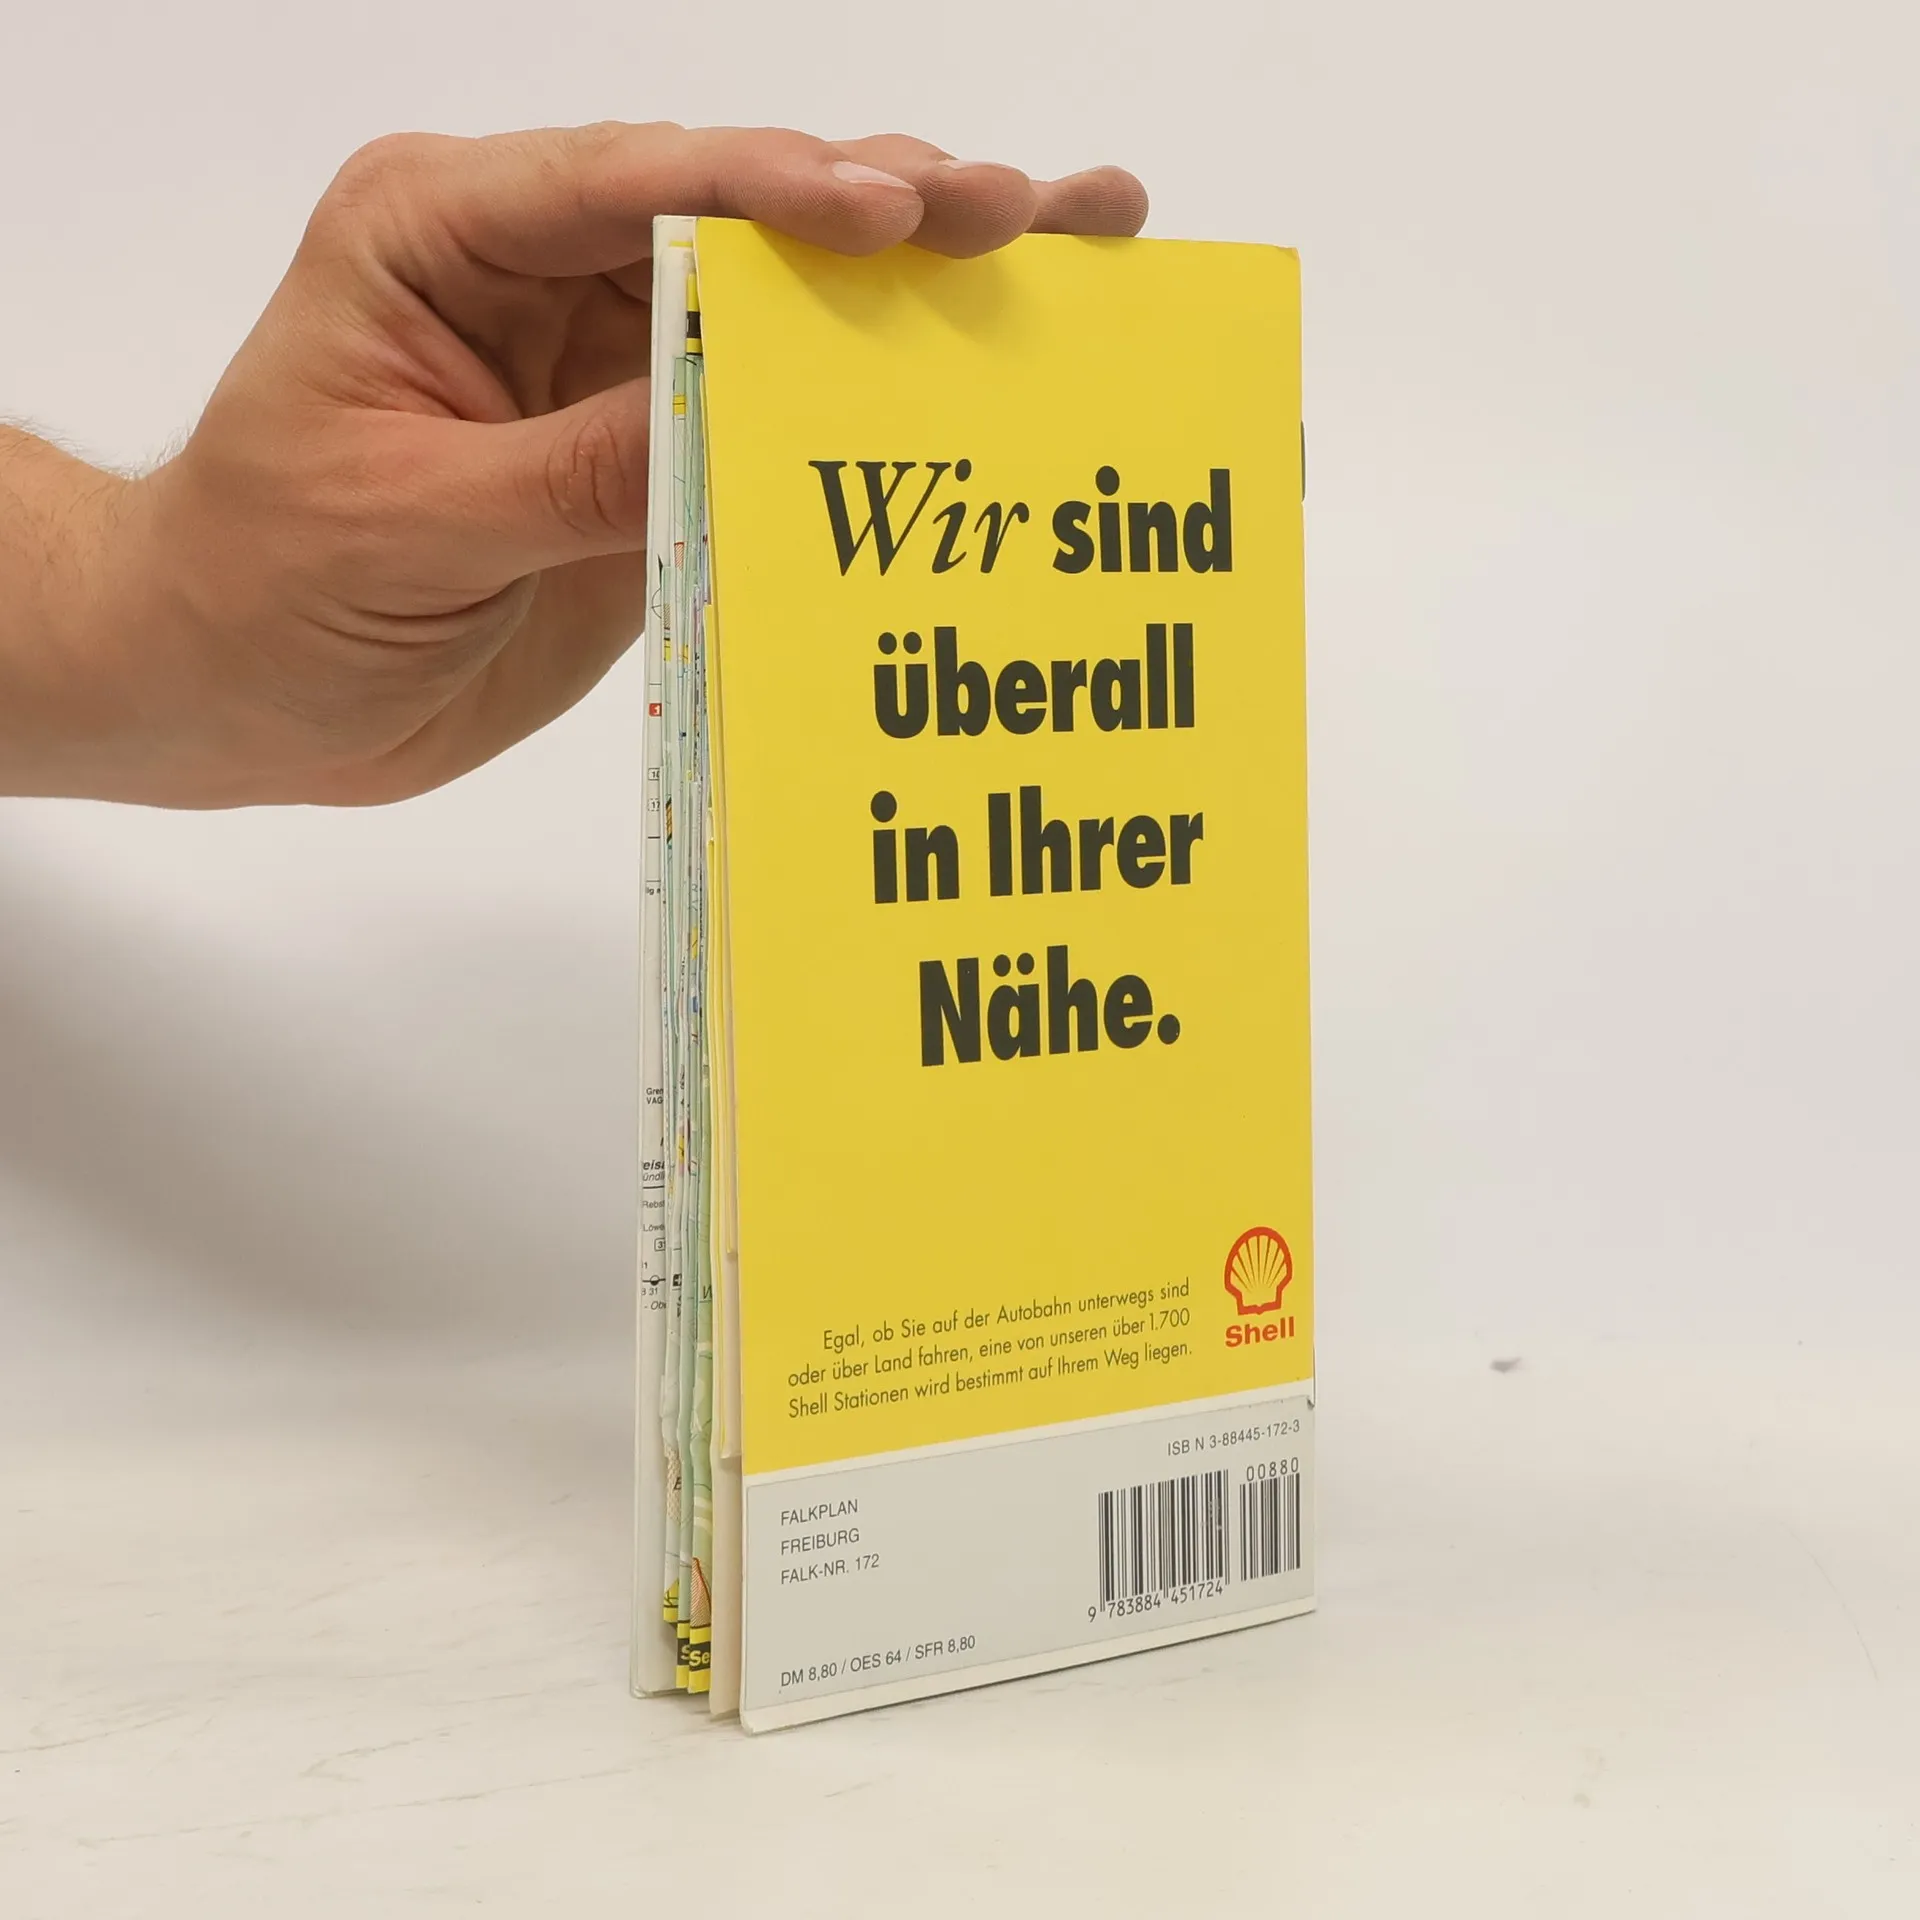 Wir sind
überall
in Ihrer
Nähe.
Egal, ob Sie auf der Autobahn unterwegs sind
oder über Land fahren, eine von unseren über 1.700
Shell Stationen wird bestimmt auf Ihrem Weg liegen.
Shell
ISB N 3-88445-172-3
00880
9 783884 451724
FALKPLAN
FREIBURG
FALK-NR. 172
DM 8,80 / OES 64 / SFR 8,80